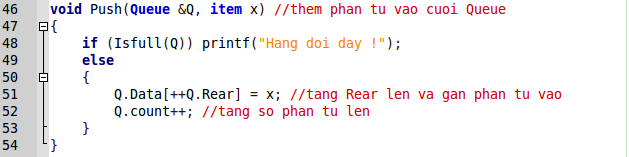 46 void Push(Queue &Q, item x) //them phan tu vao cuoi Queue
47 {
48 if (Isfull(Q)) printf("Hang doi day !");
49 else
50 {
51 Q.Data[++Q.Rear] = x; //tang Rear len va gan phan tu vao
52 Q.count++; //tang so phan tu len
53 }
54 }